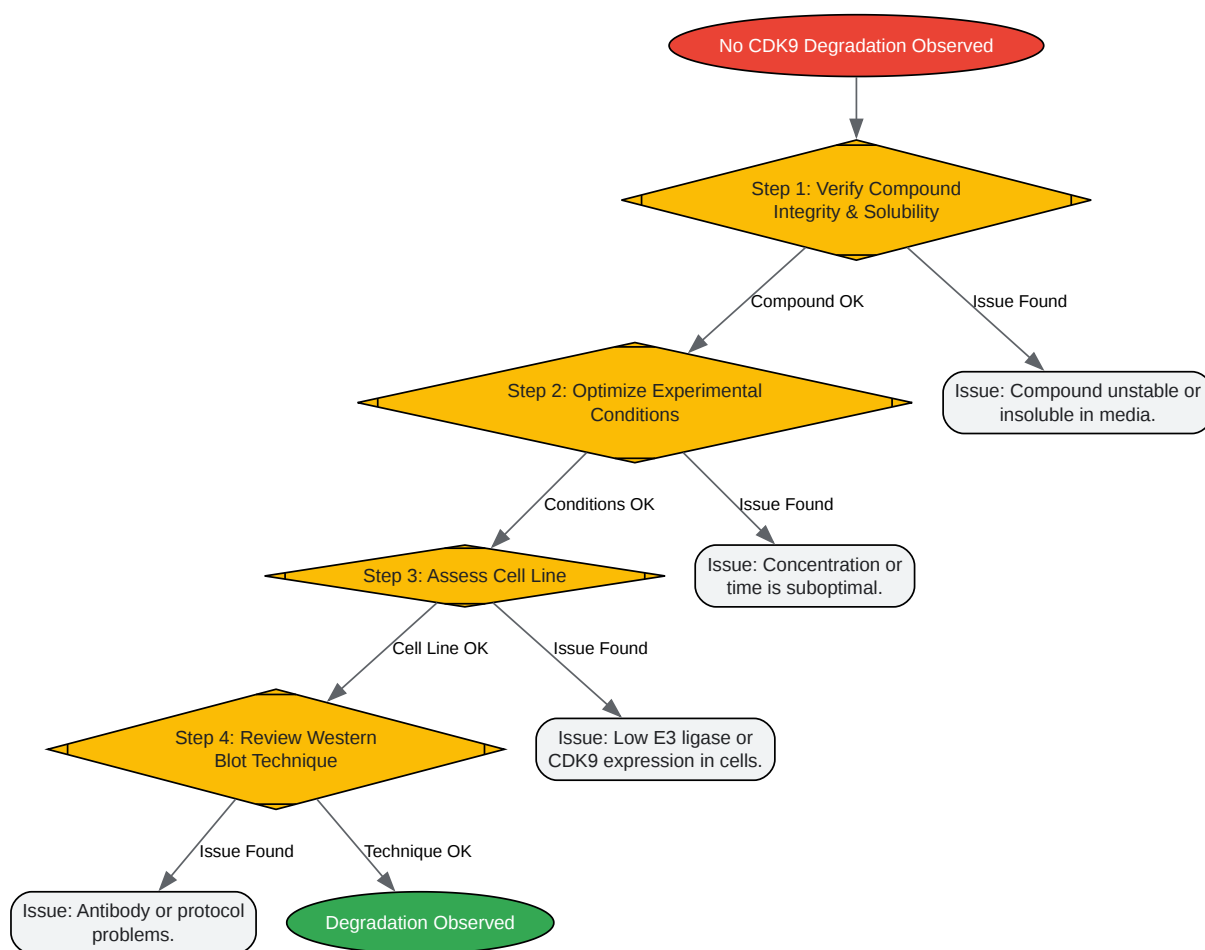 No CDK9 Degradation Observed
Step 1: Verify Compound
Integrity & Solubility
Compound OK
Issue Found
Step 2: Optimize Experimental
Conditions
Issue: Compound unstable or
insoluble in media.
Conditions OK
Issue Found
Step 3: Assess Cell Line
Issue: Concentration or
time is suboptimal.
Cell Line OK
Issue Found
Step 4: Review Western
Blot Technique
Issue: Low E3 ligase or
CDK9 expression in cells.
Issue Found
Technique OK
Issue: Antibody or protocol
problems.
Degradation Observed